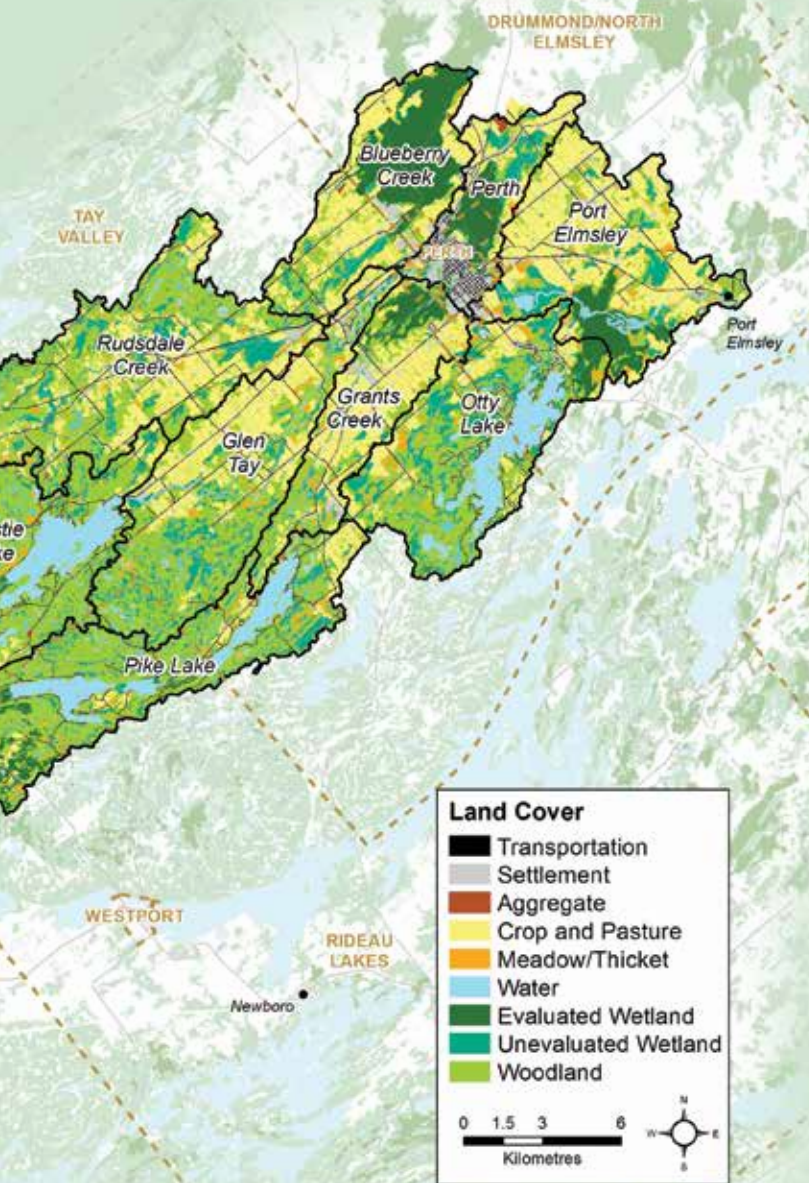 DRUMMOND/NORTH
ELMSLEY
Blueberry
Creek
Perth
Port
Elmsley
TAY
VALLEY
PERTH
Port
Elmsley
Rudsdale
Creek
Grants
Creek
Otty
Lake
Glen
Tay
Pike Lake
Land Cover
Transportation
Settlement
Aggregate
Crop and Pasture
Meadow/Thicket
Water
Evaluated Wetland
Unevaluated Wetland
Woodland
WESTPORT
RIDEAU
LAKES
Newboro
0 1.5 3 6
Kilometres
N
W E
S